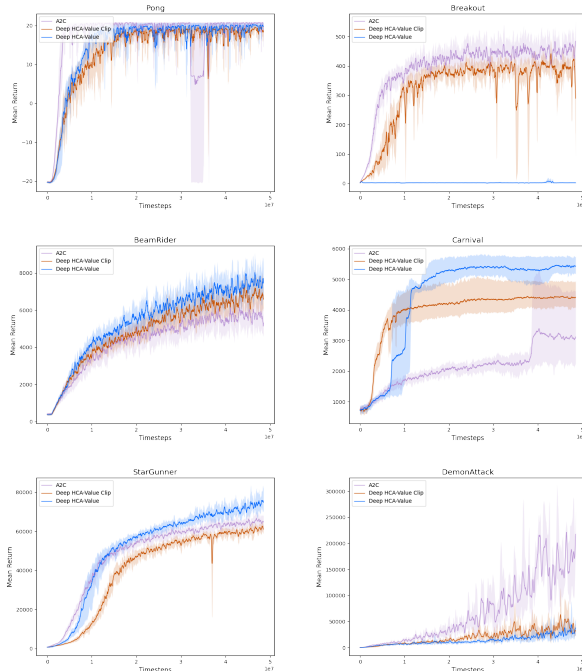 Pong
20
10
0
−10
−20
Mean Return
A2C
Deep HCA-Value Clip
Deep HCA-Value
0 1 2 3 4 5
Timesteps
1e7
Breakout
500
400
300
200
100
0
Mean Return
A2C
Deep HCA-Value Clip
Deep HCA-Value
0 1 2 3 4
Timesteps
BeamRider
8000
6000
4000
2000
0
Mean Return
A2C
Deep HCA-Value Clip
Deep HCA-Value
0 1 2 3 4 5
Timesteps
1e7
Carnival
6000
5000
4000
3000
2000
1000
Mean Return
A2C
Deep HCA-Value Clip
Deep HCA-Value
0 1 2 3 4
Timesteps
StarGunner
80000
60000
40000
20000
0
Mean Return
A2C
Deep HCA-Value Clip
Deep HCA-Value
0 1 2 3 4 5
Timesteps
1e7
DemonAttack
300000
250000
200000
150000
100000
50000
0
Mean Return
A2C
Deep HCA-Value Clip
Deep HCA-Value
0 1 2 3 4
Timesteps